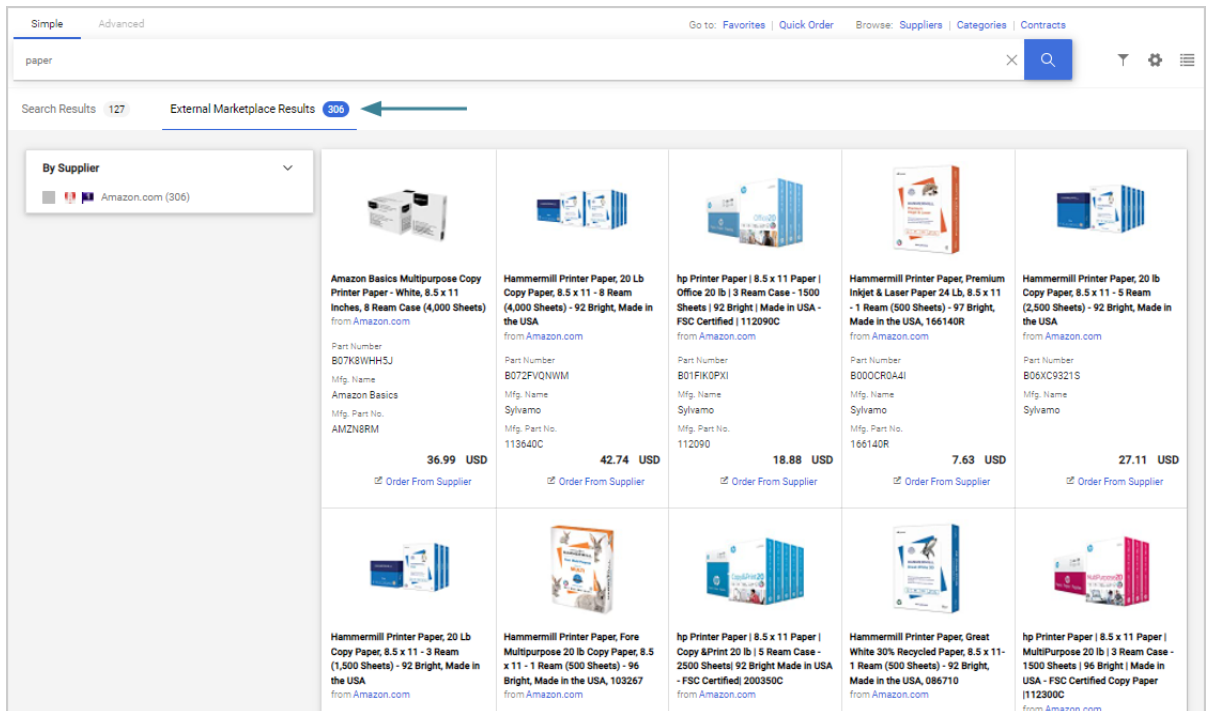 Simple Advanced Go to: Favorites | Quick Order Browse: Suppliers | Categories | Contracts
paper
Search Results 127 External Marketplace Results 306
By Supplier
Amazon.com (306)
Amazon Basics Multipurpose Copy
Printer Paper - White, 8.5 x 11
Inches, 8 Ream Case (4,000 Sheets)
from Amazon.com
Part Number
B07K8WHH5J
Mfg. Name
Amazon Basics
Mfg. Part No.
AMZN8RM
36.99 USD
Order From Supplier
Hammermill Printer Paper, 20 Lb
Copy Paper, 8.5 x 11 - 8 Ream
(4,000 Sheets) - 92 Bright, Made in
the USA
from Amazon.com
Part Number
B072FVQNWM
Mfg. Name
Sylvamo
Mfg. Part No.
113640C
42.74 USD
Order From Supplier
Office20
hp Printer Paper | 8.5 x 11 Paper |
Office 20 lb | 3 Ream Case - 1500
Sheets | 92 Bright | Made in USA -
FSC Certified | 112090C
from Amazon.com
Part Number
B01FIK0PXI
Mfg. Name
Sylvamo
Mfg. Part No.
112090
18.88 USD
Order From Supplier
Hammermill Printer Paper, Premium
Inkjet & Laser Paper 24 Lb, 8.5 x 11
- 1 Ream (500 Sheets) - 97 Bright,
Made in the USA, 166140R
from Amazon.com
Part Number
B000CR0A4I
Mfg. Name
Sylvamo
Mfg. Part No.
166140R
7.63 USD
Order From Supplier
Hammermill Printer Paper, 20 lb
Copy Paper, 8.5 x 11 - 5 Ream
(2,500 Sheets) - 92 Bright, Made in
the USA
from Amazon.com
Part Number
B06XC9321S
Mfg. Name
Sylvamo
27.11 USD
Order From Supplier
Hammermill Printer Paper, 20 Lb
Copy Paper, 8.5 x 11 - 3 Ream
(1,500 Sheets) - 92 Bright, Made in
the USA
from Amazon.com
Hammermill Printer Paper, Fore
Multipurpose 20 lb Copy Paper, 8.5
x 11 - 1 Ream (500 Sheets) - 96
Bright, Made in the USA, 103267
from Amazon.com
Copy&Print20
hp Printer Paper | 8.5 x 11 Paper |
Copy &Print 20 lb | 5 Ream Case -
2500 Sheets| 92 Bright Made in USA
- FSC Certified| 200350C
from Amazon.com
Hammermill Printer Paper, Great
White 30% Recycled Paper, 8.5 x 11-
1 Ream (500 Sheets) - 92 Bright,
Made in the USA, 086710
from Amazon.com
MultiPurpose20
hp Printer Paper | 8.5 x 11 Paper |
MultiPurpose 20 lb | 3 Ream Case -
1500 Sheets | 96 Bright | Made in
USA - FSC Certified Copy Paper
|112300C
from Amazon.com